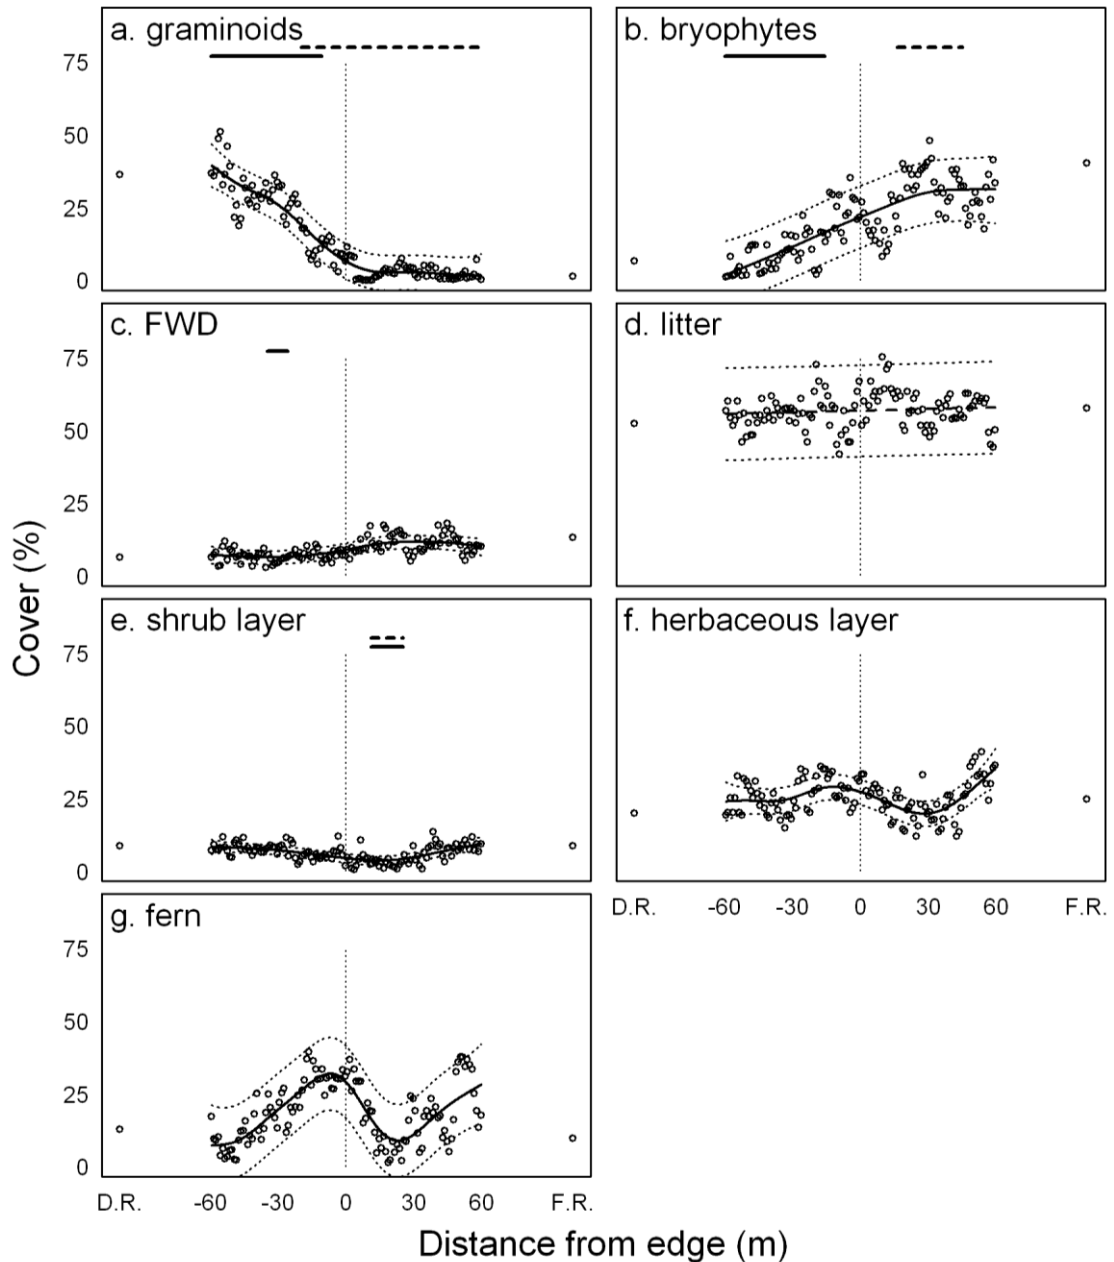 a. graminoids
b. bryophytes
75
50
25
0
c. FWD
d. litter
75
50
25
0
e. shrub layer
f. herbaceous layer
75
50
25
0
D.R. -60 -30 0 30 60 F.R.
g. fern
75
50
25
0
D.R. -60 -30 0 30 60 F.R.
Cover (%)
Distance from edge (m)